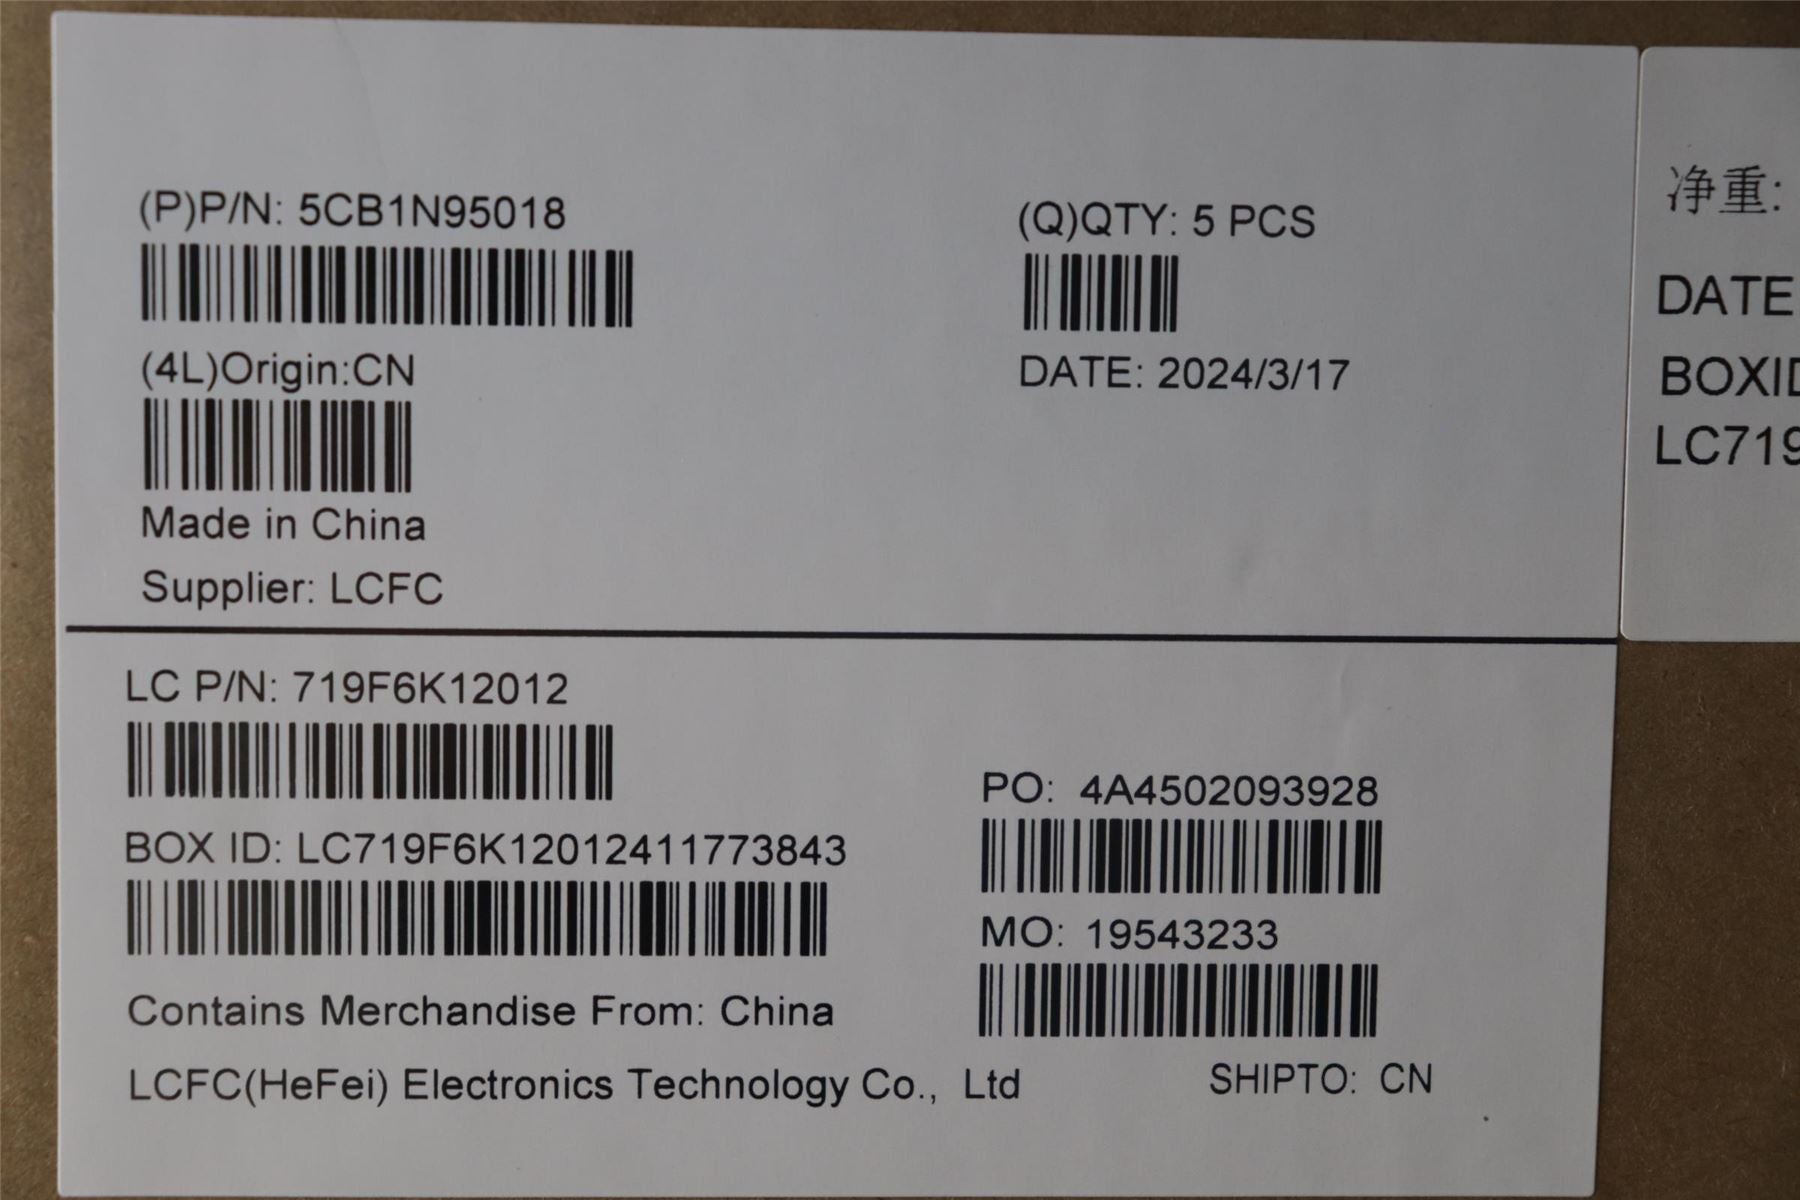 (P)P/N: 5CB1N95018
(Q)QTY: 5 PCS
(4L)Origin:CN
DATE: 2024/3/17
Made in China
Supplier: LCFC
LC P/N: 719F6K12012
PO: 4A4502093928
BOX ID: LC719F6K12012411773843
MO: 19543233
Contains Merchandise From: China
LCFC(HeFei) Electronics Technology Co., Ltd
SHIPTO: CN
净重:
DATE
BOXID
LC719